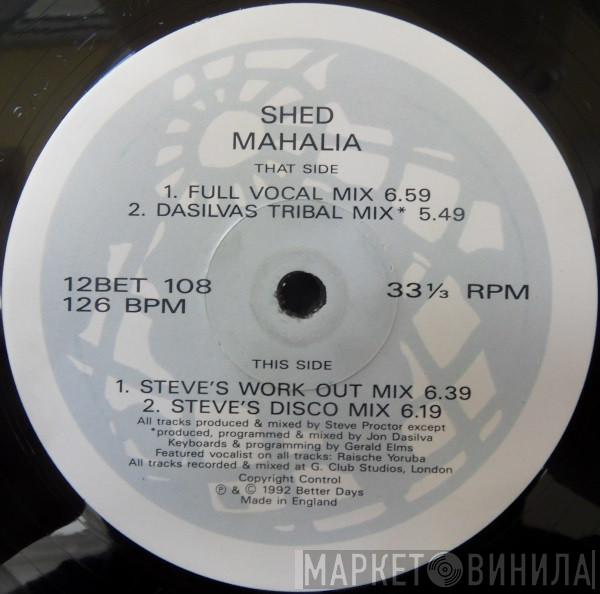 SHED
MAHALIA
THAT SIDE
1. FULL VOCAL MIX 6.59
2. DASILVAS TRIBAL MIX* 5.49
12BET 108
126 BPM
33⅓ RPM
THIS SIDE
1. STEVE'S WORK OUT MIX 6.39
2. STEVE'S DISCO MIX 6.19
All tracks produced & mixed by Steve Proctor except
*produced, programmed & mixed by Jon Dasilva
Keyboards & programming by Gerald Elms
Featured vocalist on all tracks: Raische Yoruba
All tracks recorded & mixed at G. Club Studios, London
Copyright Control
℗ & © 1992 Better Days
Made in England
МАРКЕТ ВИНИЛА